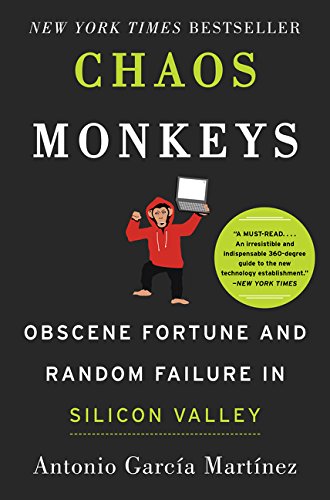 NEW YORK TIMES BESTSELLER
CHAOS
MONKEYS
"A MUST-READ. . . .
An irresistible and
indispensable 360-degree
guide to the new
technology establishment."
—NEW YORK TIMES
OBSCENE FORTUNE AND
RANDOM FAILURE IN
SILICON VALLEY
Antonio García Martínez